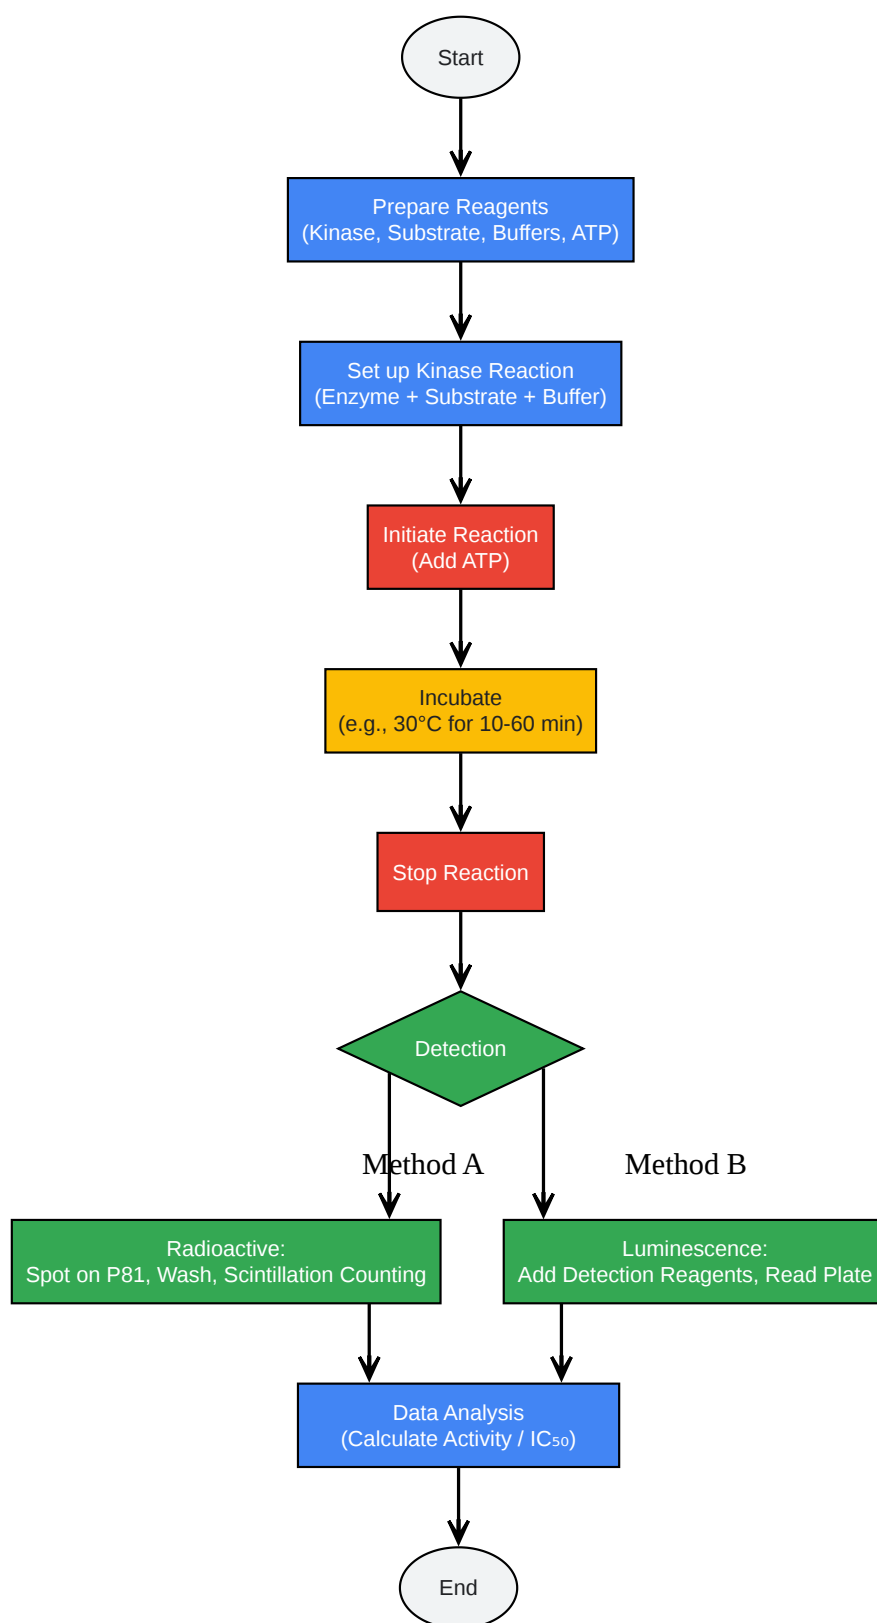 Start
Prepare Reagents
(Kinase, Substrate, Buffers, ATP)
Set up Kinase Reaction
(Enzyme + Substrate + Buffer)
Initiate Reaction
(Add ATP)
Incubate
(e.g., 30°C for 10-60 min)
Stop Reaction
Detection
Method A
Method B
Radioactive:
Spot on P81, Wash, Scintillation Counting
Luminescence:
Add Detection Reagents, Read Plate
Data Analysis
(Calculate Activity / IC₅₀)
End